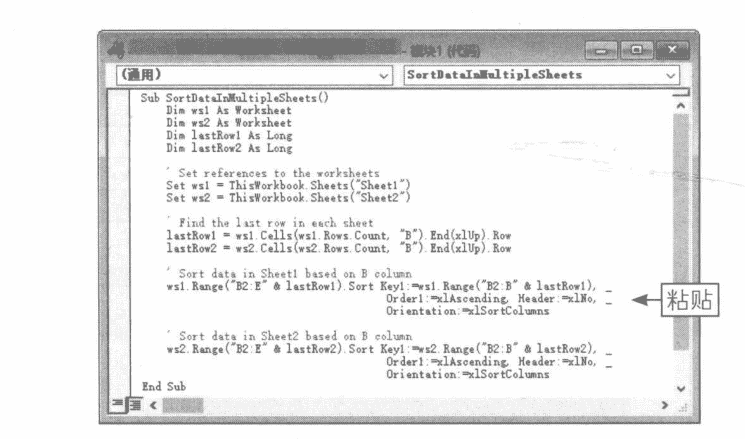 - 模块1 (代码)
(通用)
SortDataInMultipleSheets
Sub SortDataInMultipleSheets()
Dim ws1 As Worksheet
Dim ws2 As Worksheet
Dim lastRow1 As Long
Dim lastRow2 As Long
' Set references to the worksheets
Set ws1 = ThisWorkbook.Sheets("Sheet1")
Set ws2 = ThisWorkbook.Sheets("Sheet2")
' Find the last row in each sheet
lastRow1 = ws1.Cells(ws1.Rows.Count, "B").End(xlUp).Row
lastRow2 = ws2.Cells(ws2.Rows.Count, "B").End(xlUp).Row
' Sort data in Sheet1 based on B column
ws1.Range("B2:E" & lastRow1).Sort Key1:=ws1.Range("B2:B" & lastRow1), _
Order1:=xlAscending, Header:=xlNo, _
Orientation:=xlSortColumns
粘贴
' Sort data in Sheet2 based on B column
ws2.Range("B2:E" & lastRow2).Sort Key1:=ws2.Range("B2:B" & lastRow2), _
Order1:=xlAscending, Header:=xlNo, _
Orientation:=xlSortColumns
End Sub